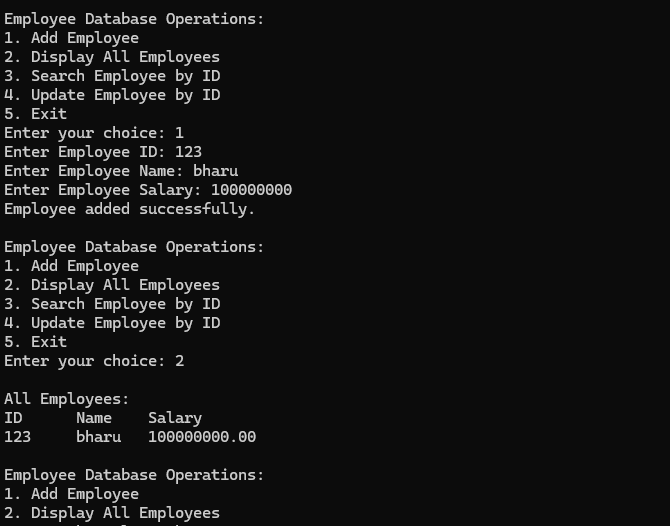 Employee Database Operations:
1. Add Employee
2. Display All Employees
3. Search Employee by ID
4. Update Employee by ID
5. Exit
Enter your choice: 1
Enter Employee ID: 123
Enter Employee Name: bharu
Enter Employee Salary: 100000000
Employee added successfully.

Employee Database Operations:
1. Add Employee
2. Display All Employees
3. Search Employee by ID
4. Update Employee by ID
5. Exit
Enter your choice: 2

All Employees:
ID      Name    Salary
123     bharu   100000000.00

Employee Database Operations:
1. Add Employee
2. Display All Employees